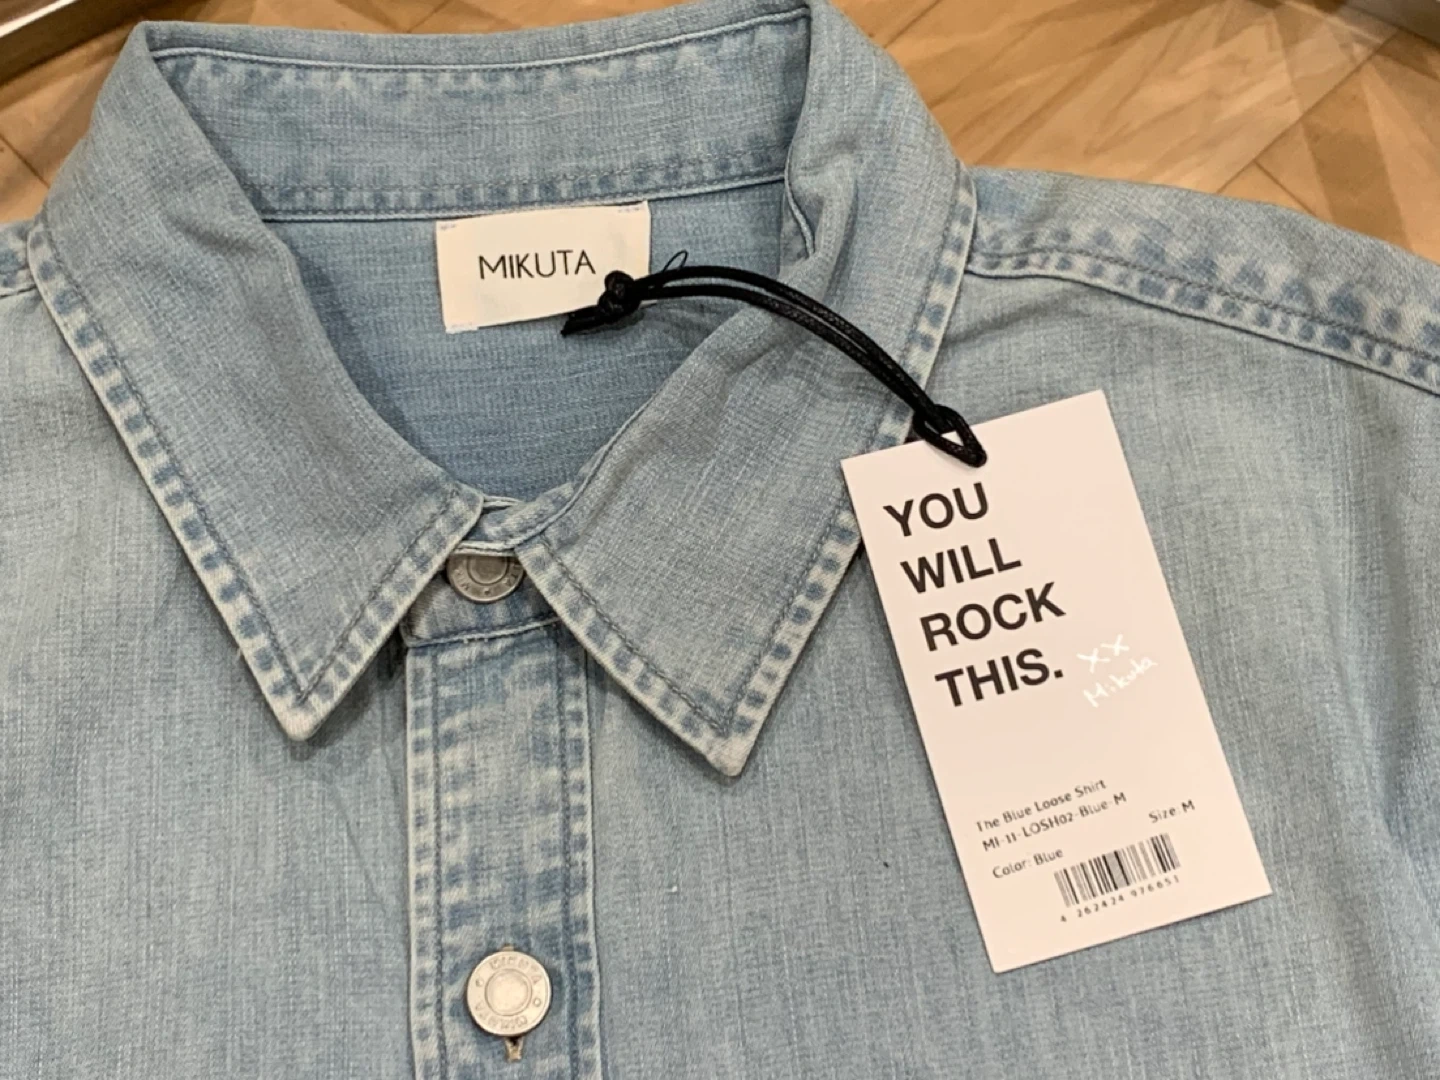 MIKUTA
YOU
WILL
ROCK
THIS.
XX
Mikuta
The Blue Loose Shirt
MI-11-LOSH02-Blue-M
Size: M
Color: Blue
4 262424 976651
MIKUTA